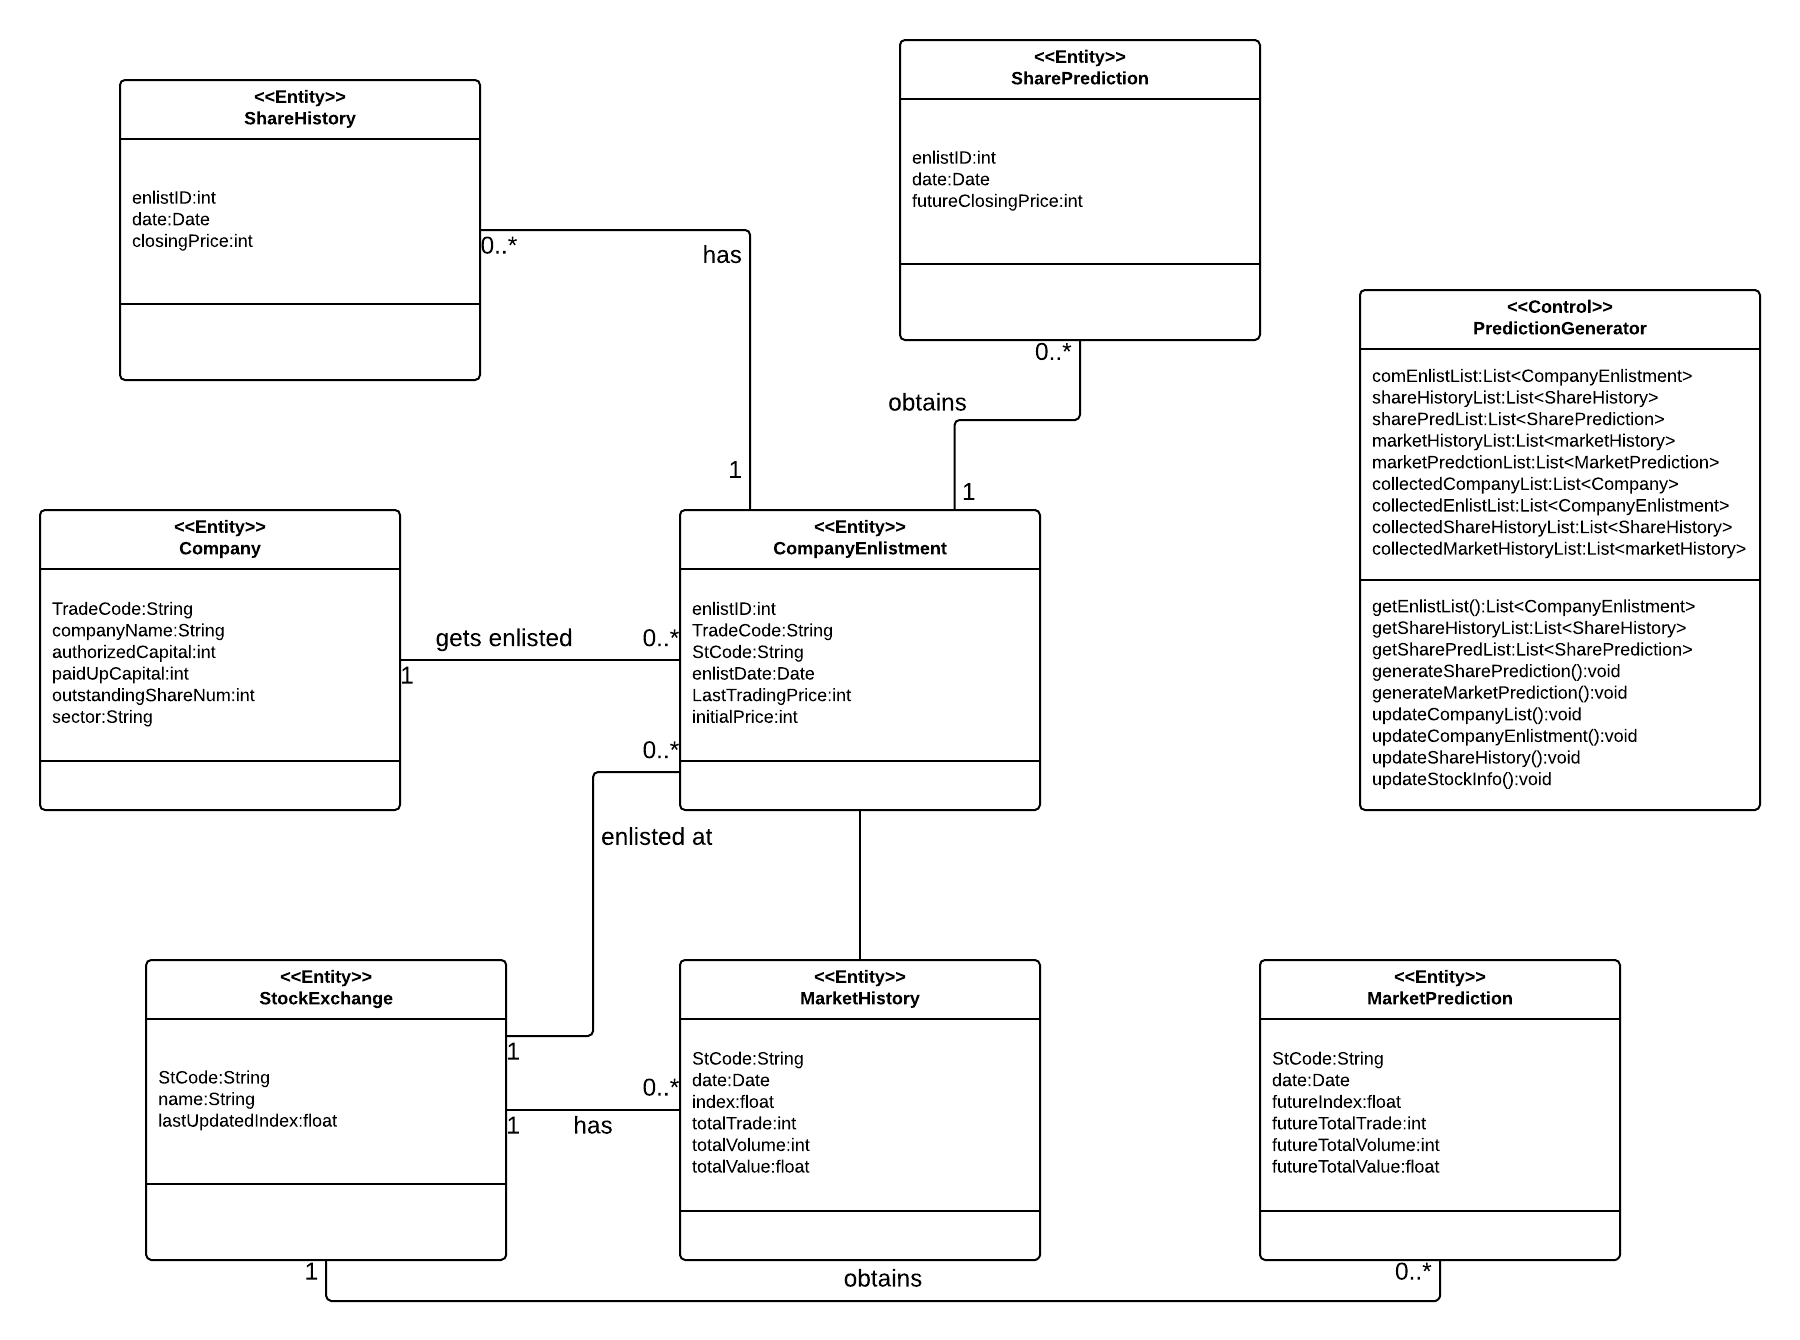 <<Entity>>
SharePrediction
enlistID:int
date:Date
futureClosingPrice:int
0..*
<<Entity>>
ShareHistory
enlistID:int
date:Date
closingPrice:int
0..*
has
1
obtains
1
<<Control>>
PredictionGenerator
comEnlistList:List<CompanyEnlistment>
shareHistoryList:List<ShareHistory>
sharePredList:List<SharePrediction>
marketHistoryList:List<marketHistory>
marketPredctionList:List<MarketPrediction>
collectedCompanyList:List<Company>
collectedEnlistList:List<CompanyEnlistment>
collectedShareHistoryList:List<ShareHistory>
collectedMarketHistoryList:List<marketHistory>
getEnlistList():List<CompanyEnlistment>
getShareHistoryList:List<ShareHistory>
getSharePredList:List<SharePrediction>
generateSharePrediction():void
generateMarketPrediction():void
updateCompanyList():void
updateCompanyEnlistment():void
updateShareHistory():void
updateStockInfo():void
<<Entity>>
Company
TradeCode:String
companyName:String
authorizedCapital:int
paidUpCapital:int
outstandingShareNum:int
sector:String
gets enlisted
1
0..*
<<Entity>>
CompanyEnlistment
enlistID:int
TradeCode:String
StCode:String
enlistDate:Date
LastTradingPrice:int
initialPrice:int
0..*
enlisted at
1
<<Entity>>
StockExchange
StCode:String
name:String
lastUpdatedIndex:float
1
has
0..*
<<Entity>>
MarketHistory
StCode:String
date:Date
index:float
totalTrade:int
totalVolume:int
totalValue:float
<<Entity>>
MarketPrediction
StCode:String
date:Date
futureIndex:float
futureTotalTrade:int
futureTotalVolume:int
futureTotalValue:float
1
obtains
0..*